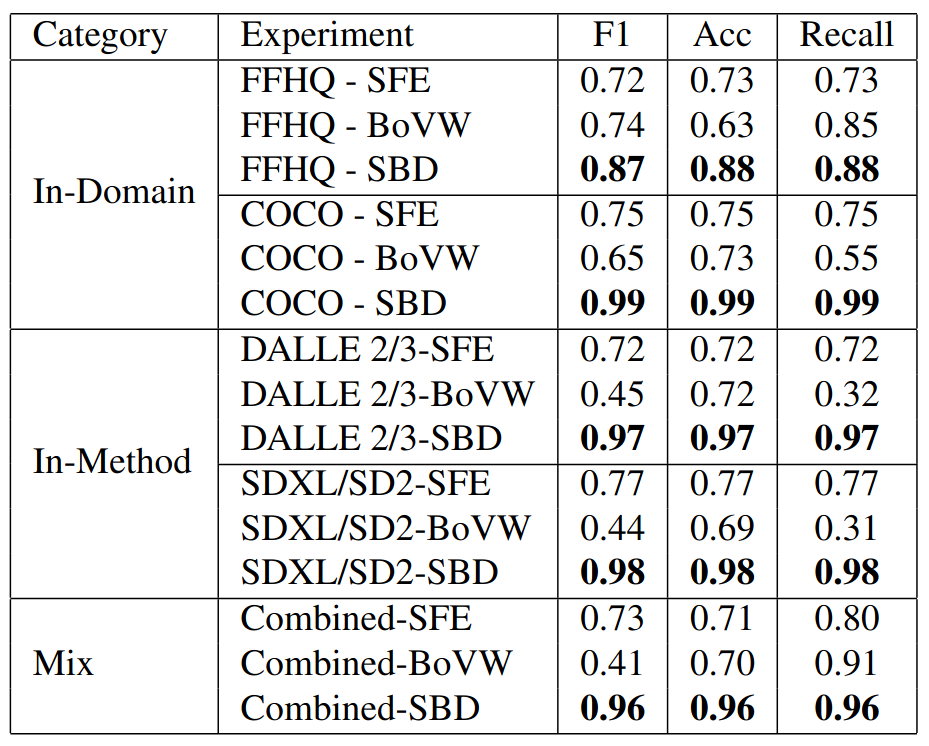 Category Experiment F1 Acc Recall
In-Domain
FFHQ - SFE 0.72 0.73 0.73
FFHQ - BoVW 0.74 0.63 0.85
FFHQ - SBD 0.87 0.88 0.88
COCO - SFE 0.75 0.75 0.75
COCO - BoVW 0.65 0.73 0.55
COCO - SBD 0.99 0.99 0.99
In-Method
DALLE 2/3-SFE 0.72 0.72 0.72
DALLE 2/3-BoVW 0.45 0.72 0.32
DALLE 2/3-SBD 0.97 0.97 0.97
SDXL/SD2-SFE 0.77 0.77 0.77
SDXL/SD2-BoVW 0.44 0.69 0.31
SDXL/SD2-SBD 0.98 0.98 0.98
Mix
Combined-SFE 0.73 0.71 0.80
Combined-BoVW 0.41 0.70 0.91
Combined-SBD 0.96 0.96 0.96